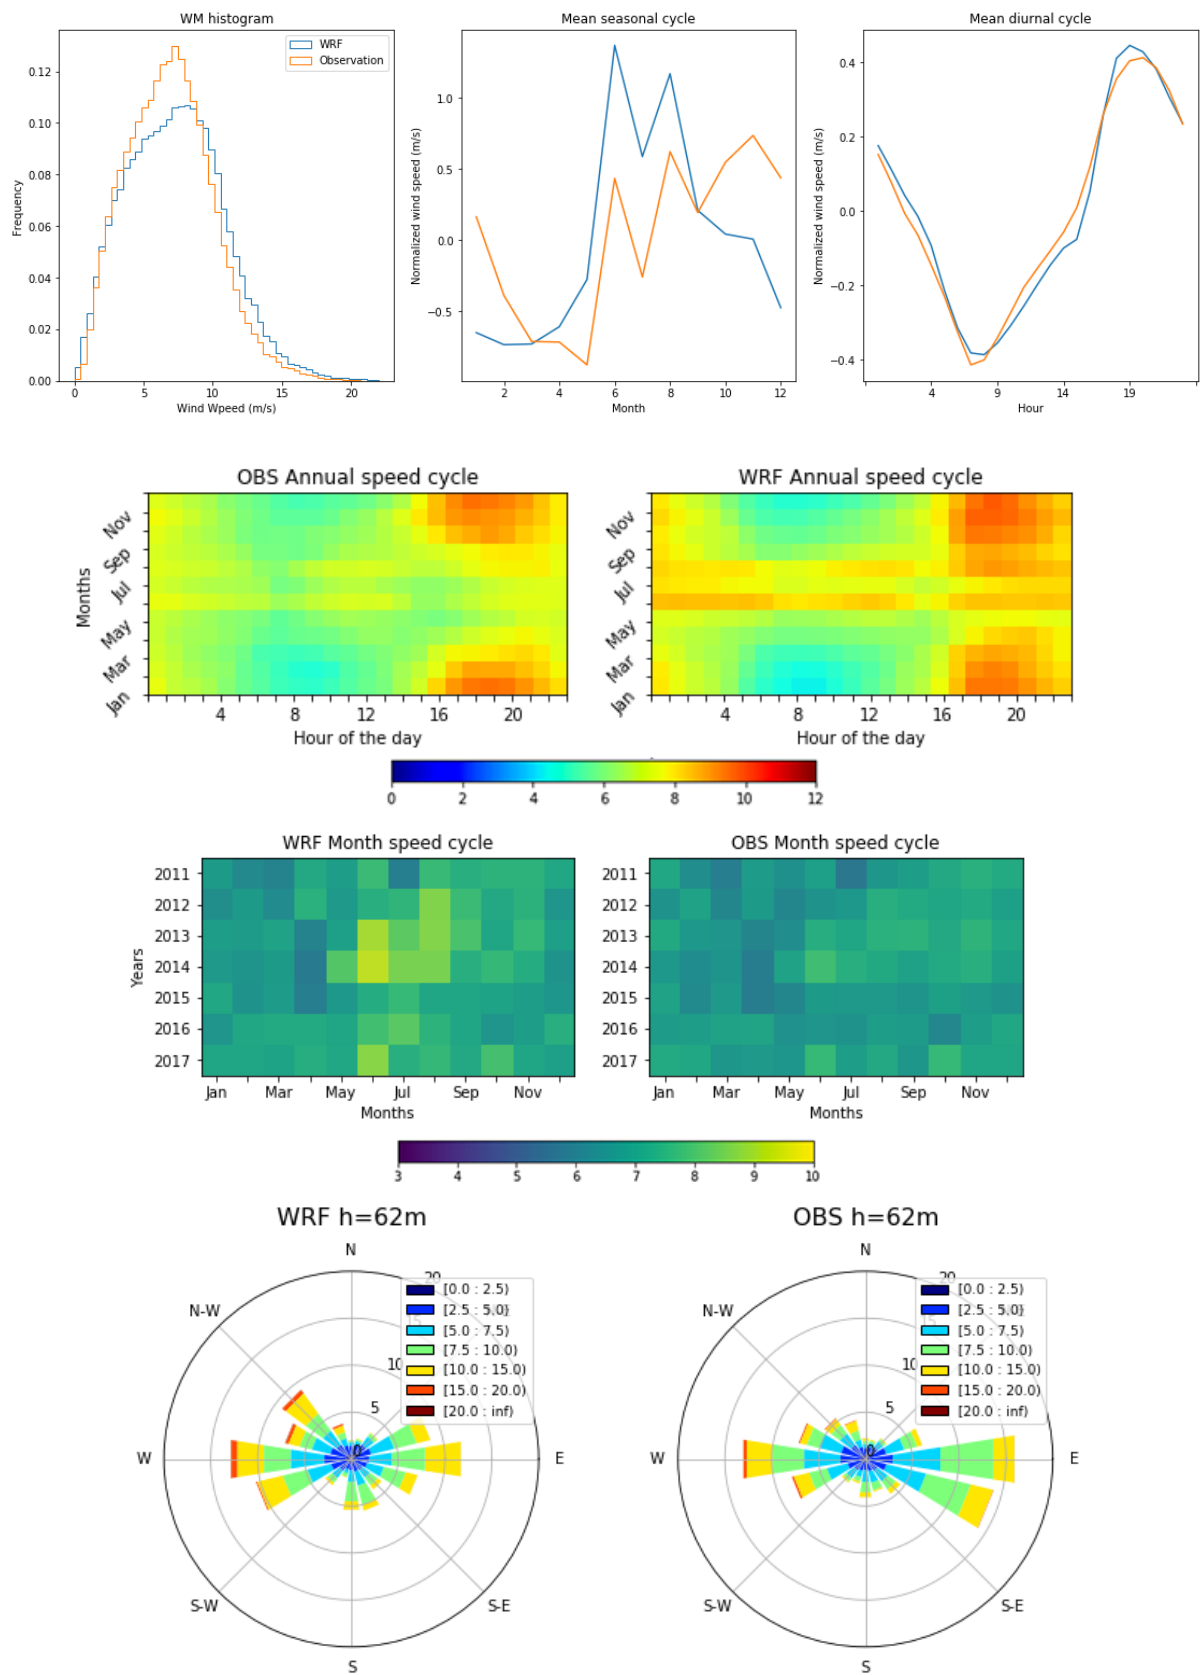 WM histogram
WRF
Observation
Frequency
0.12
0.10
0.08
0.06
0.04
0.02
0.00
0 5 10 15 20
Wind Wpeed (m/s)
Mean seasonal cycle
Normalized wind speed (m/s)
1.0
0.5
0.0
−0.5
2 4 6 8 10 12
Month
Mean diurnal cycle
Normalized wind speed (m/s)
0.4
0.2
0.0
−0.2
−0.4
4 9 14 19
Hour
OBS Annual speed cycle
Months
Nov
Sep
Jul
May
Mar
Jan
4 8 12 16 20
Hour of the day
WRF Annual speed cycle
Nov
Sep
Jul
May
Mar
Jan
4 8 12 16 20
Hour of the day
0 2 4 6 8 10 12
WRF Month speed cycle
Years
2011
2012
2013
2014
2015
2016
2017
Jan Mar May Jul Sep Nov
Months
OBS Month speed cycle
2011
2012
2013
2014
2015
2016
2017
Jan Mar May Jul Sep Nov
Months
3 4 5 6 7 8 9 10
WRF h=62m
N
N-W
W
S-W
S
S-E
E
0
5
10
15
20
[0.0 : 2.5)
[2.5 : 5.0)
[5.0 : 7.5)
[7.5 : 10.0)
[10.0 : 15.0)
[15.0 : 20.0)
[20.0 : inf)
OBS h=62m
N
N-W
W
S-W
S
S-E
E
0
5
10
15
20
[0.0 : 2.5)
[2.5 : 5.0)
[5.0 : 7.5)
[7.5 : 10.0)
[10.0 : 15.0)
[15.0 : 20.0)
[20.0 : inf)